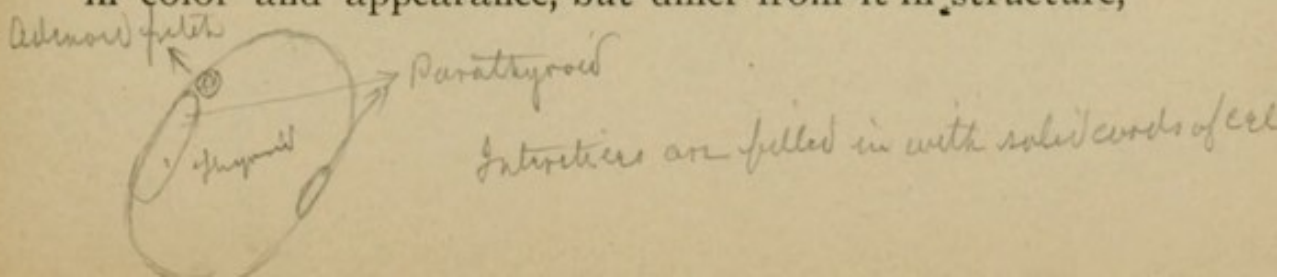 in color and appearance, but differ from it in structure,
Adenoid patch
Parathyroid
Thyroid
Interstices are filled in with solid cords of cel